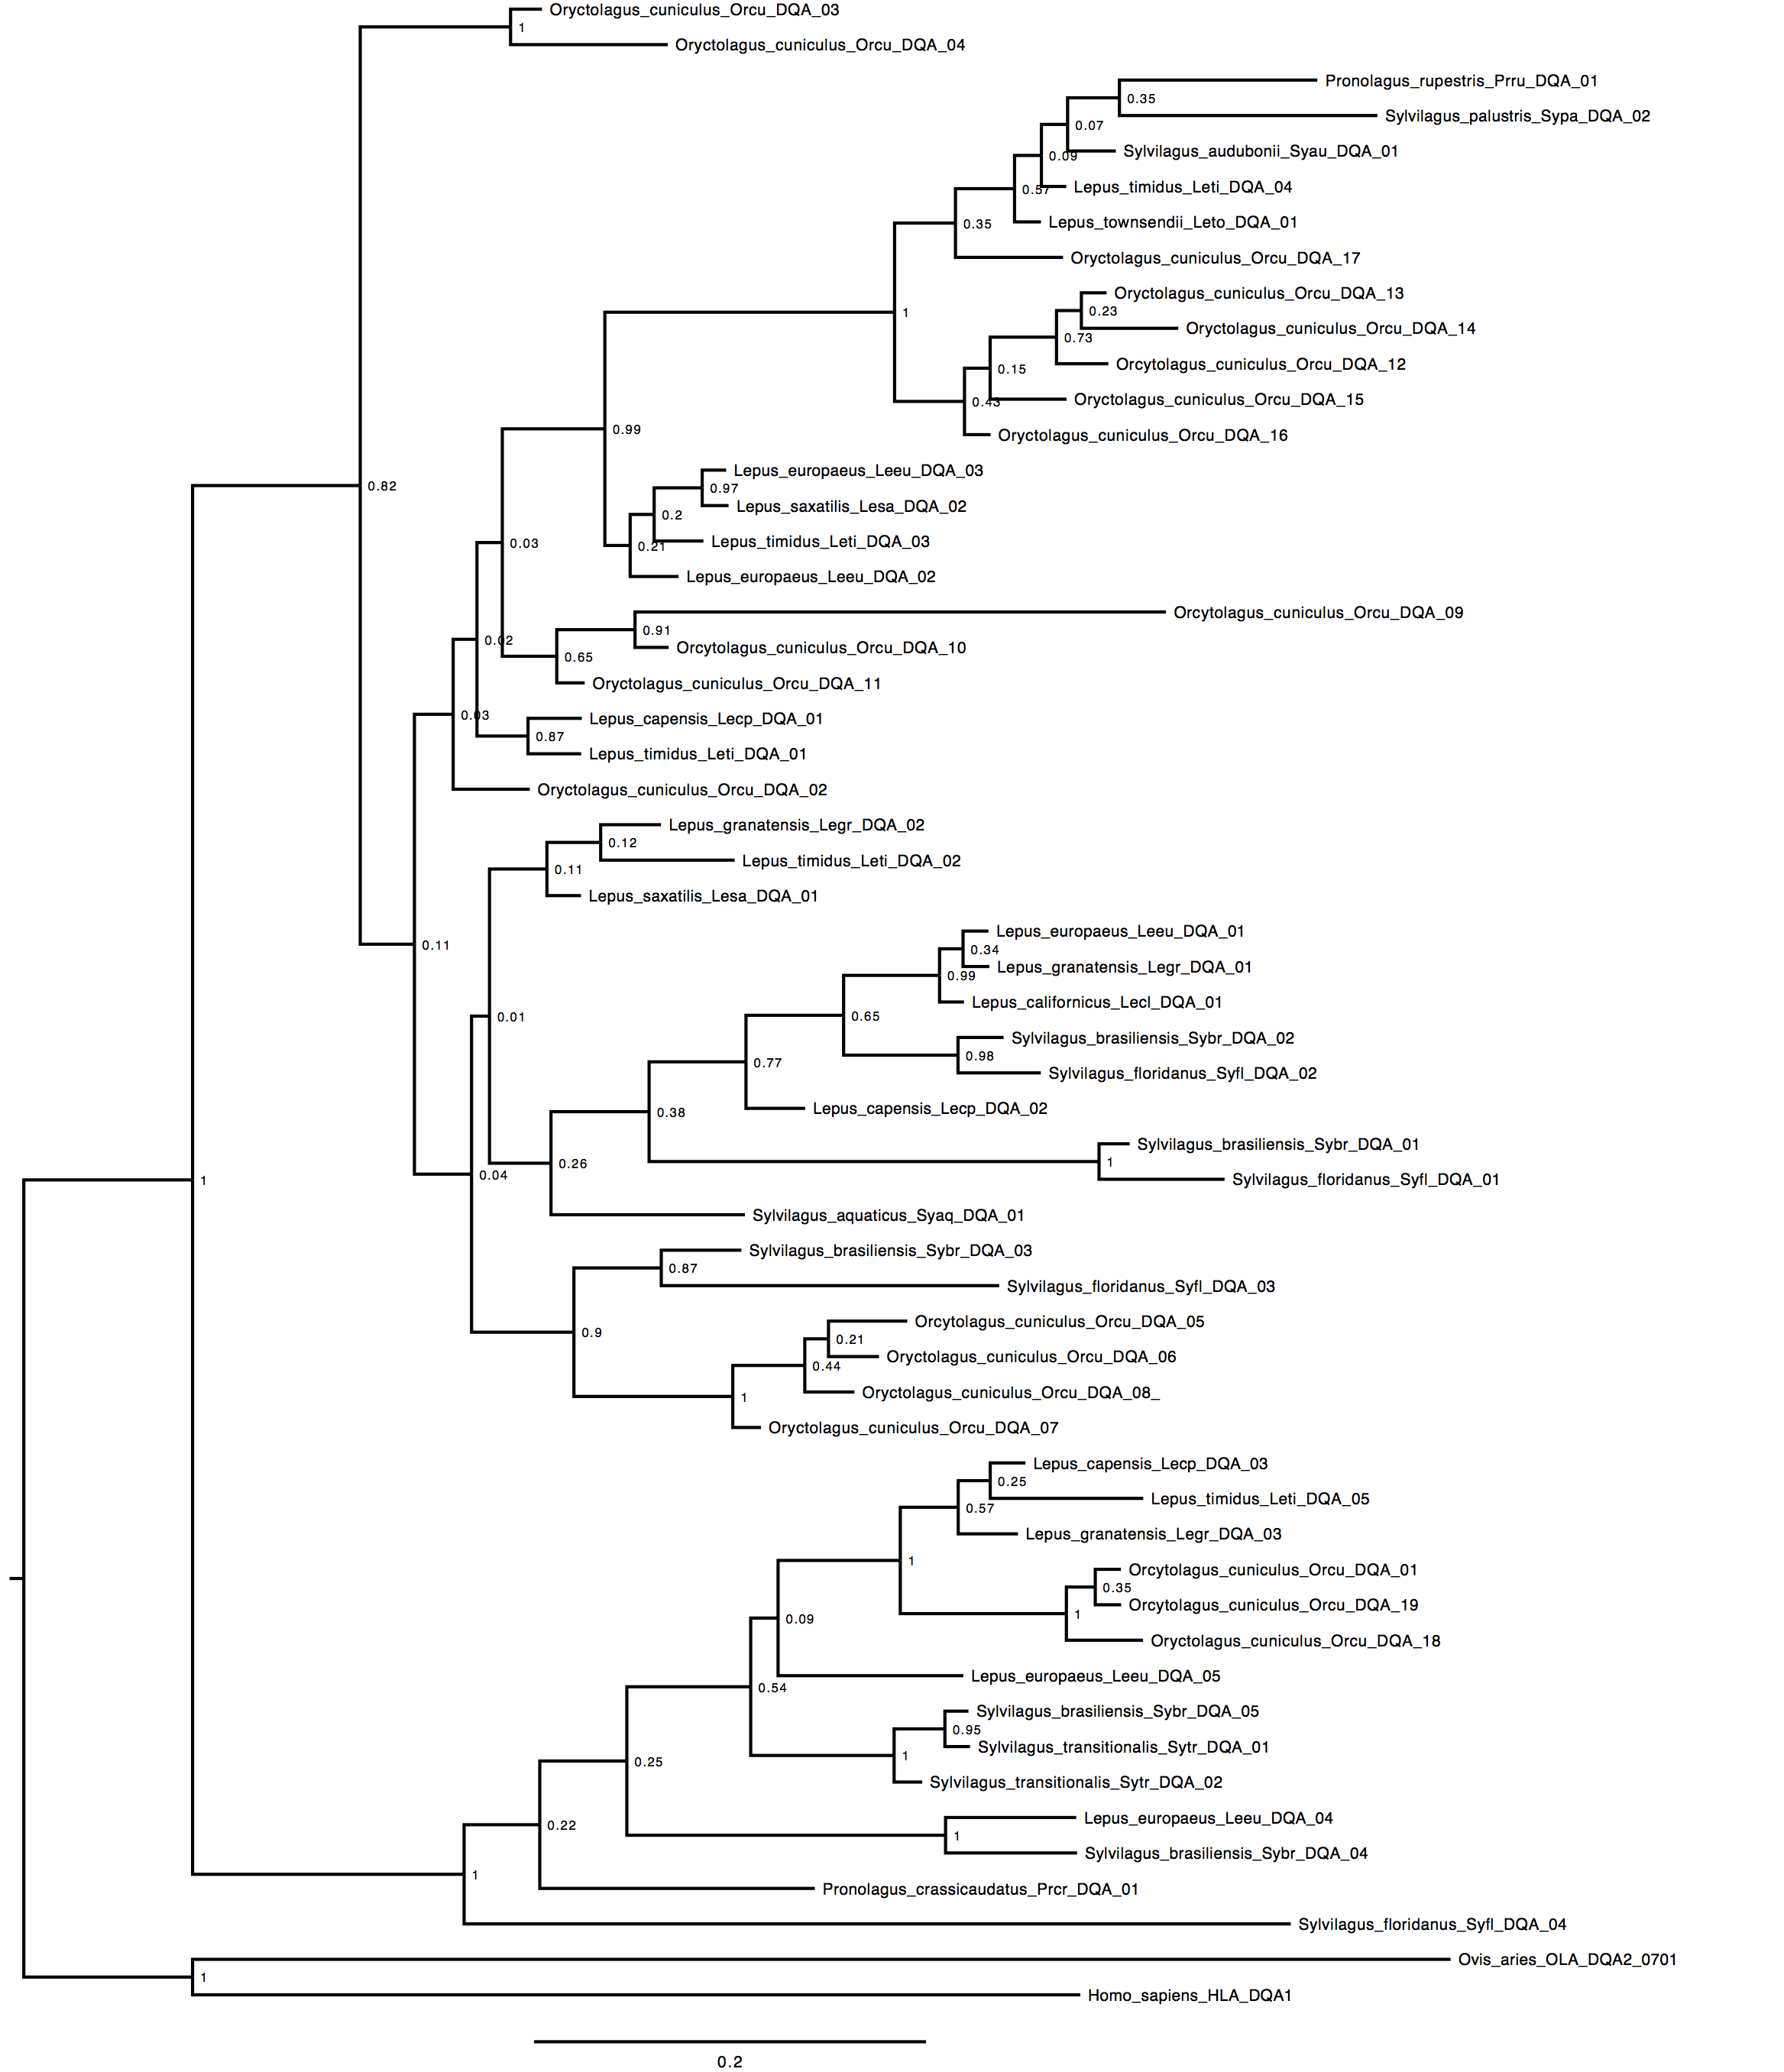 Oryctolagus_cuniculus_Orcu_DQA_03
1
Oryctolagus_cuniculus_Orcu_DQA_04
Pronolagus_rupestris_Prru_DQA_01
0.35
Sylvilagus_palustris_Sypa_DQA_02
0.07
Sylvilagus_audubonii_Syau_DQA_01
0.09
Lepus_timidus_Leti_DQA_04
0.57
Lepus_townsendii_Leto_DQA_01
0.35
Oryctolagus_cuniculus_Orcu_DQA_17
Oryctolagus_cuniculus_Orcu_DQA_13
0.23
1
Oryctolagus_cuniculus_Orcu_DQA_14
0.73
Orcytolagus_cuniculus_Orcu_DQA_12
0.15
Oryctolagus_cuniculus_Orcu_DQA_15
0.43
0.99
Oryctolagus_cuniculus_Orcu_DQA_16
Lepus_europaeus_Leeu_DQA_03
0.82
0.97
Lepus_saxatilis_Lesa_DQA_02
0.2
0.03
Lepus_timidus_Leti_DQA_03
0.21
Lepus_europaeus_Leeu_DQA_02
Orcytolagus_cuniculus_Orcu_DQA_09
0.91
0.02
Orcytolagus_cuniculus_Orcu_DQA_10
0.65
Oryctolagus_cuniculus_Orcu_DQA_11
0.03
Lepus_capensis_Lecp_DQA_01
0.87
Lepus_timidus_Leti_DQA_01
Oryctolagus_cuniculus_Orcu_DQA_02
Lepus_granatensis_Legr_DQA_02
0.12
Lepus_timidus_Leti_DQA_02
0.11
Lepus_saxatilis_Lesa_DQA_01
Lepus_europaeus_Leeu_DQA_01
0.11
0.34
Lepus_granatensis_Legr_DQA_01
0.99
Lepus_californicus_Lecl_DQA_01
0.01
0.65
Sylvilagus_brasiliensis_Sybr_DQA_02
0.98
0.77
Sylvilagus_floridanus_Syfl_DQA_02
Lepus_capensis_Lecp_DQA_02
0.38
Sylvilagus_brasiliensis_Sybr_DQA_01
1
0.26
0.04
1
Sylvilagus_floridanus_Syfl_DQA_01
Sylvilagus_aquaticus_Syaq_DQA_01
Sylvilagus_brasiliensis_Sybr_DQA_03
0.87
Sylvilagus_floridanus_Syfl_DQA_03
Orcytolagus_cuniculus_Orcu_DQA_05
0.9
0.21
Oryctolagus_cuniculus_Orcu_DQA_06
0.44
Oryctolagus_cuniculus_Orcu_DQA_08_
1
Oryctolagus_cuniculus_Orcu_DQA_07
Lepus_capensis_Lecp_DQA_03
0.25
Lepus_timidus_Leti_DQA_05
0.57
Lepus_granatensis_Legr_DQA_03
1
Orcytolagus_cuniculus_Orcu_DQA_01
0.35
Orcytolagus_cuniculus_Orcu_DQA_19
1
0.09
Oryctolagus_cuniculus_Orcu_DQA_18
Lepus_europaeus_Leeu_DQA_05
0.54
Sylvilagus_brasiliensis_Sybr_DQA_05
0.95
Sylvilagus_transitionalis_Sytr_DQA_01
1
0.25
Sylvilagus_transitionalis_Sytr_DQA_02
Lepus_europaeus_Leeu_DQA_04
0.22
1
Sylvilagus_brasiliensis_Sybr_DQA_04
1
Pronolagus_crassicaudatus_Prcr_DQA_01
Sylvilagus_floridanus_Syfl_DQA_04
Ovis_aries_OLA_DQA2_0701
1
Homo_sapiens_HLA_DQA1
0.2